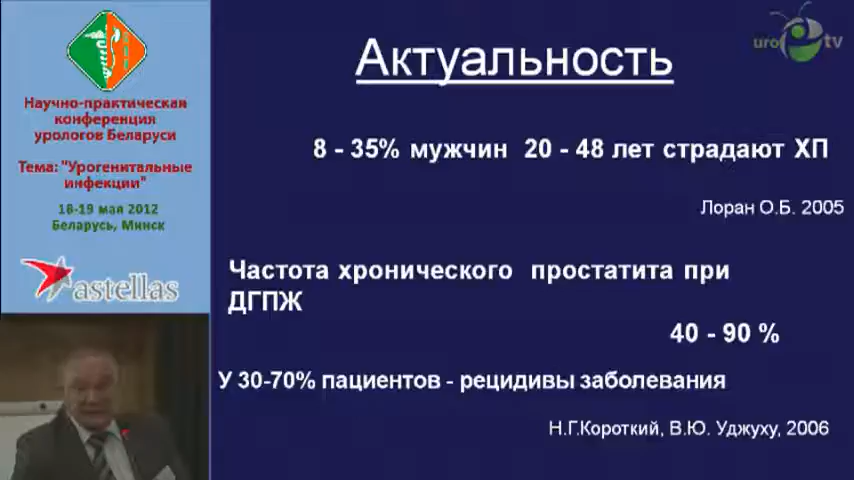 Научно-практическая
конференция
урологов Беларуси
Тема: "Урогенитальные
инфекции"
18-19 мая 2012
Беларусь, Минск
astellas
uro tv
Актуальность
8 - 35% мужчин 20 - 48 лет страдают ХП
Лоран О.Б. 2005
Частота хронического простатита при
ДГПЖ
40 - 90 %
У 30-70% пациентов - рецидивы заболевания
Н.Г.Короткий, В.Ю. Уджуху, 2006